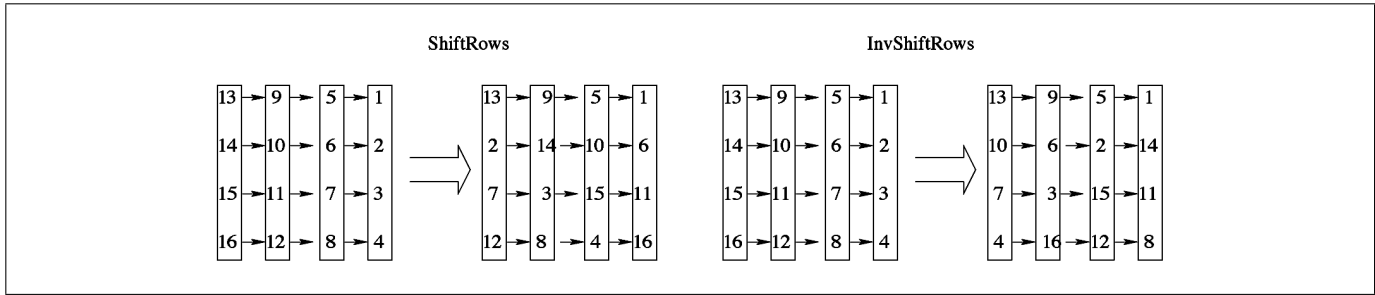 ShiftRows InvShiftRows
13 9 5 1 13 9 5 1 13 9 5 1 13 9 5 1
14 10 6 2 2 14 10 6 14 10 6 2 10 6 2 14
15 11 7 3 7 3 15 11 15 11 7 3 7 3 15 11
16 12 8 4 12 8 4 16 16 12 8 4 4 16 12 8